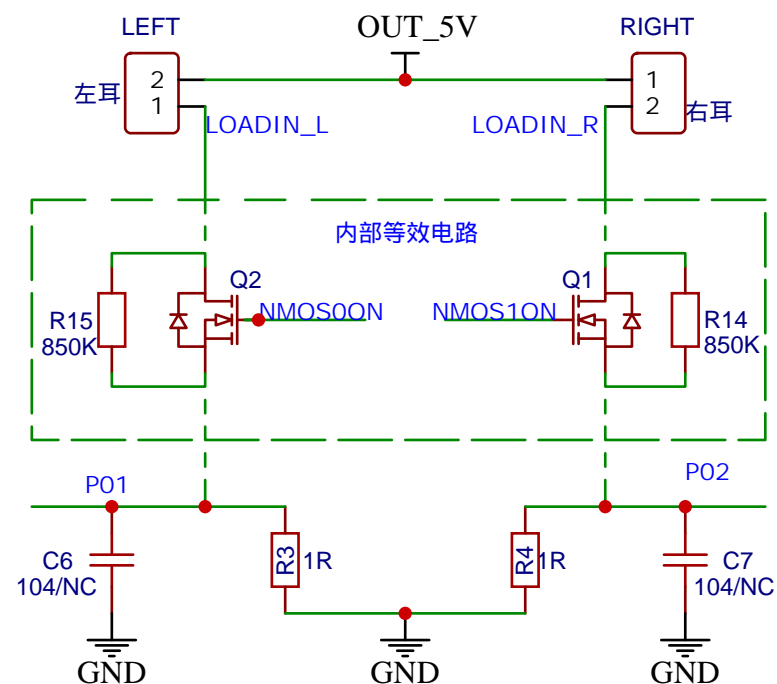 LEFT
OUT_5V
RIGHT
左耳
2
1
1
2
右耳
LOADIN_L
LOADIN_R
内部等效电路
Q2
Q1
R15
850K
NMOS0ON
NMOS1ON
R14
850K
P01
P02
C6
104/NC
R3
1R
R4
1R
C7
104/NC
GND
GND
GND